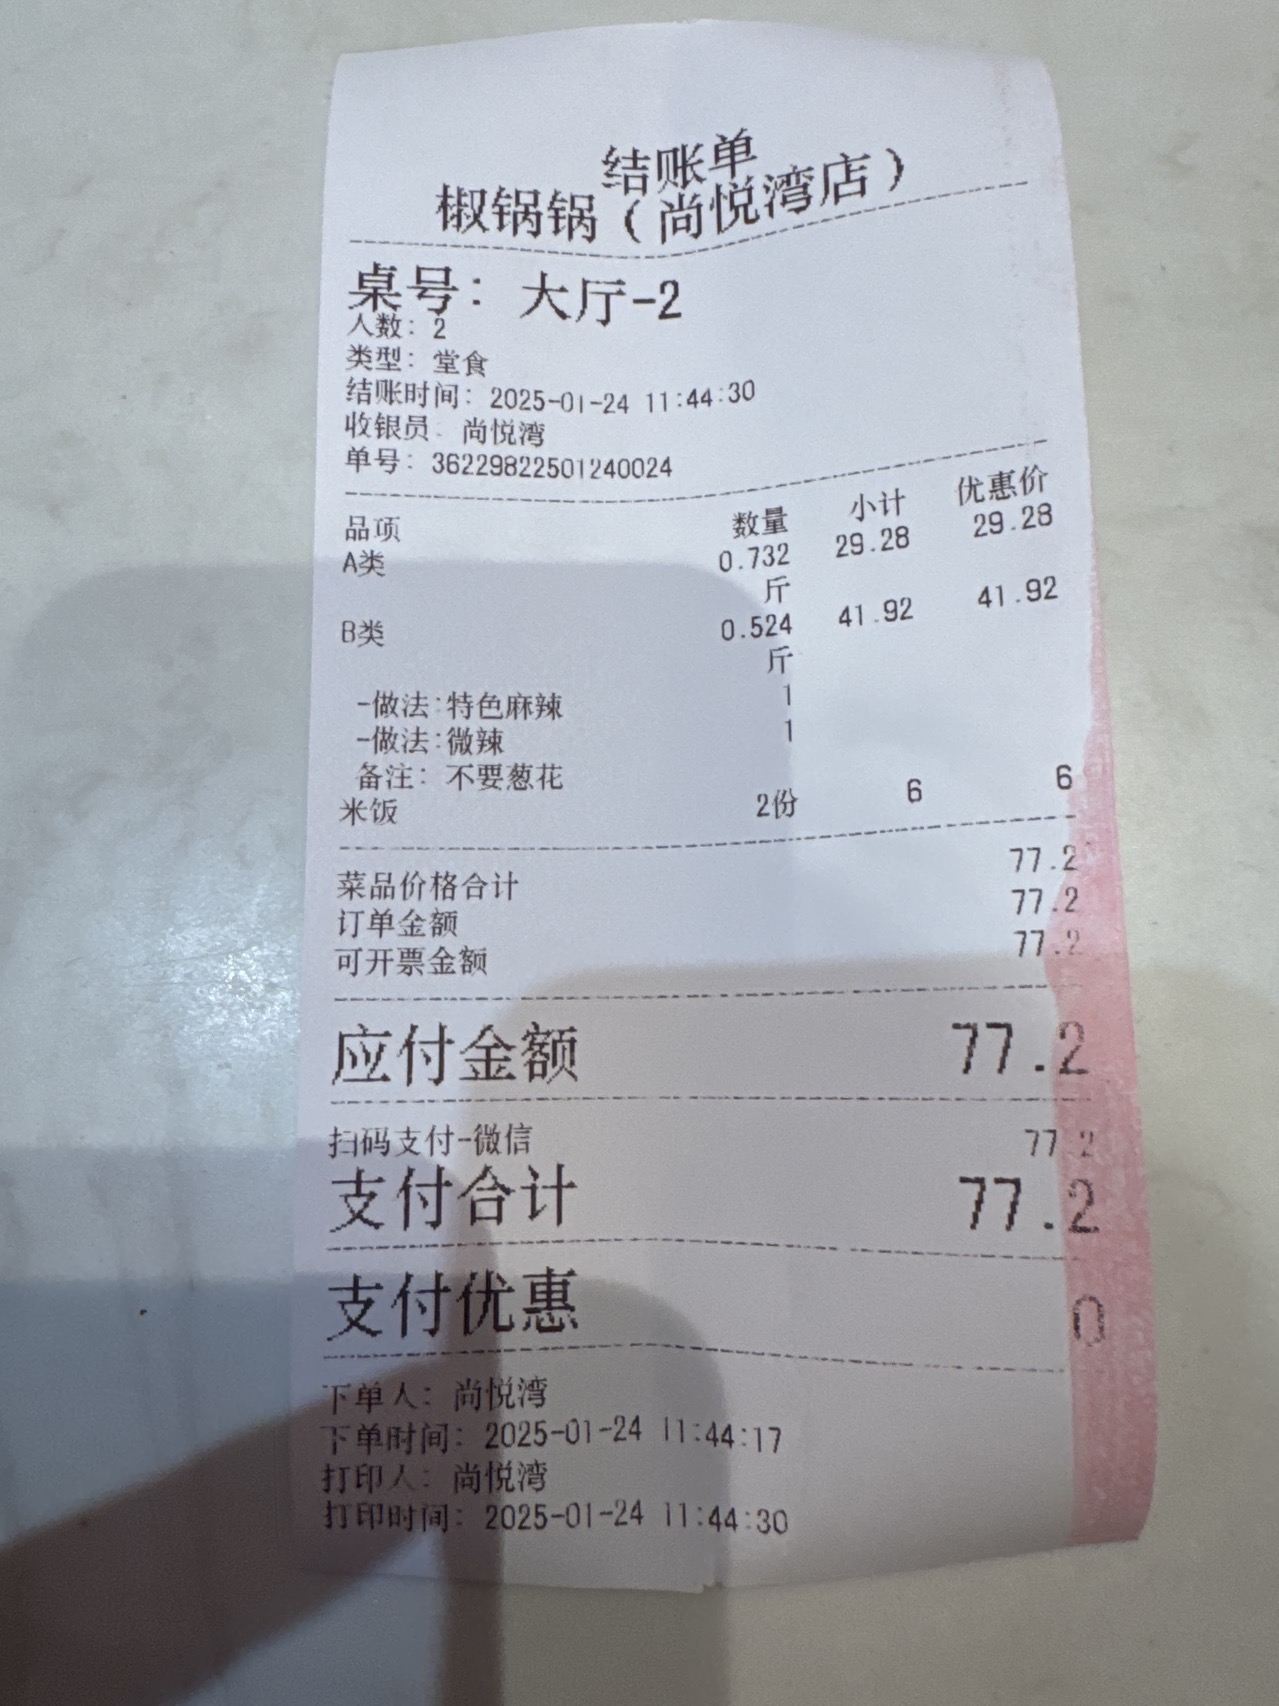 结账单
椒锅锅（尚悦湾店）
桌号：大厅-2
人数：2
类型：堂食
结账时间：2025-01-24 11:44:30
收银员：尚悦湾
单号：36229822501240024
品项 数量 小计 优惠价
A类 0.732 29.28 29.28
斤
B类 0.524 41.92 41.92
斤
-做法:特色麻辣 1
-做法:微辣 1
备注：不要葱花
米饭 2份 6 6
菜品价格合计 77.2
订单金额 77.2
可开票金额 77.2
应付金额 77.2
扫码支付-微信 77.2
支付合计 77.2
支付优惠 0
下单人：尚悦湾
下单时间：2025-01-24 11:44:17
打印人：尚悦湾
打印时间：2025-01-24 11:44:30